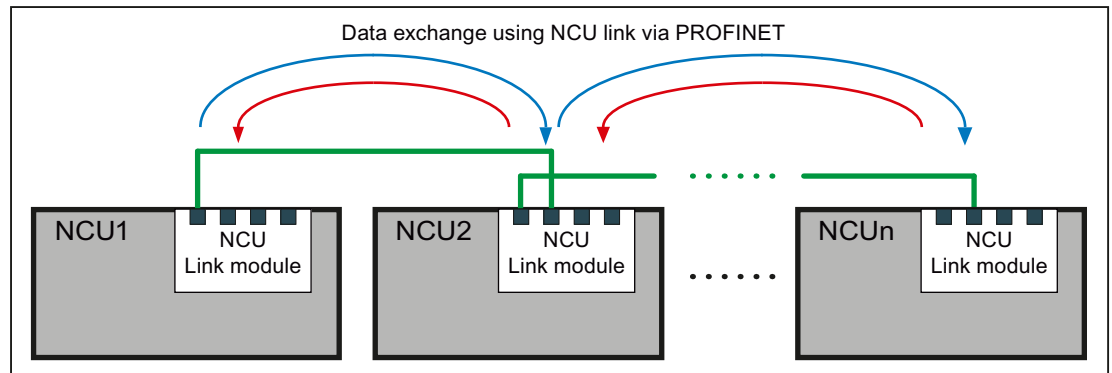 Data exchange using NCU link via PROFINET
NCU1
NCU
Link module
NCU2
NCU
Link module
NCUn
NCU
Link module